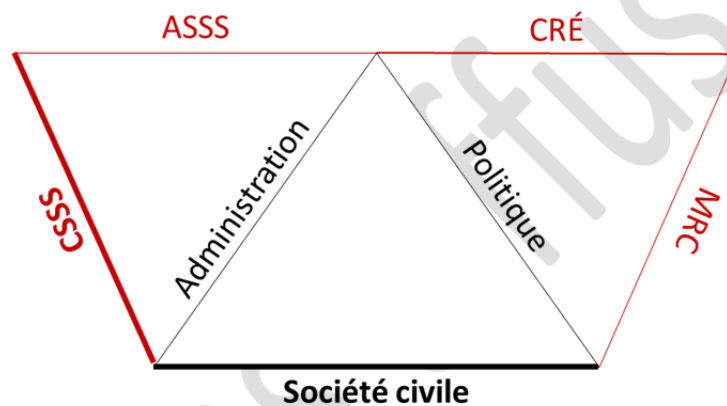 ASSS
CRÉ
Administration
Politique
CSSS
MRC
Société civile